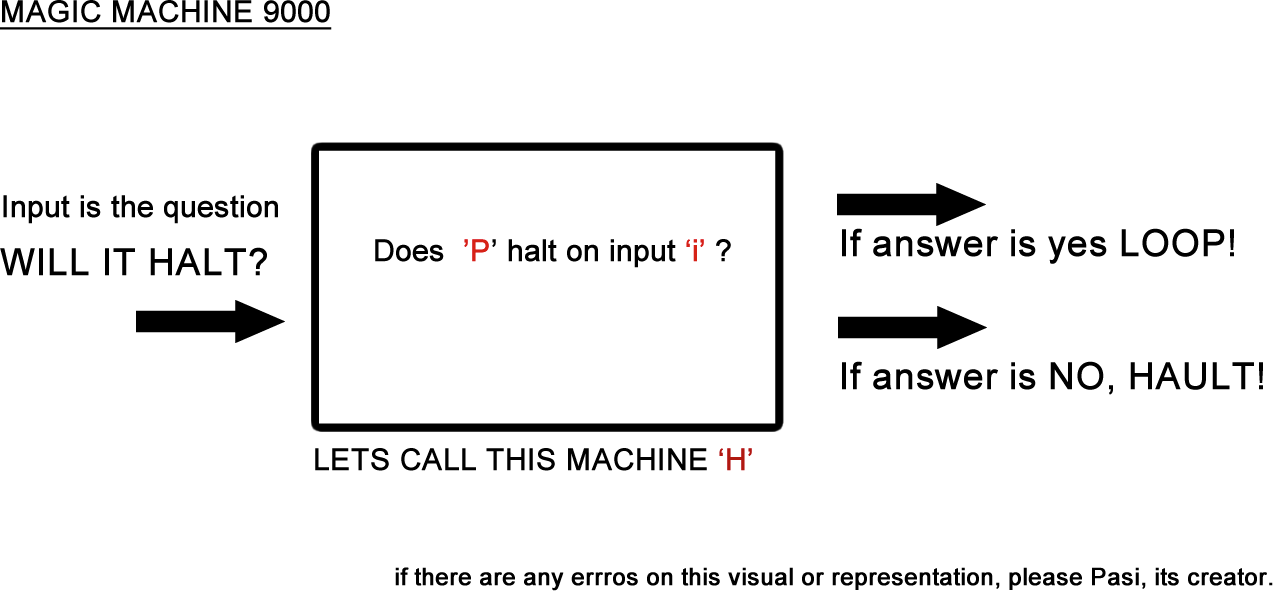 MAGIC MACHINE 9000
Input is the question
WILL IT HALT?
Does ’P’ halt on input ‘i’ ?
If answer is yes LOOP!
If answer is NO, HAULT!
LETS CALL THIS MACHINE ‘H’
if there are any errros on this visual or representation, please Pasi, its creator.